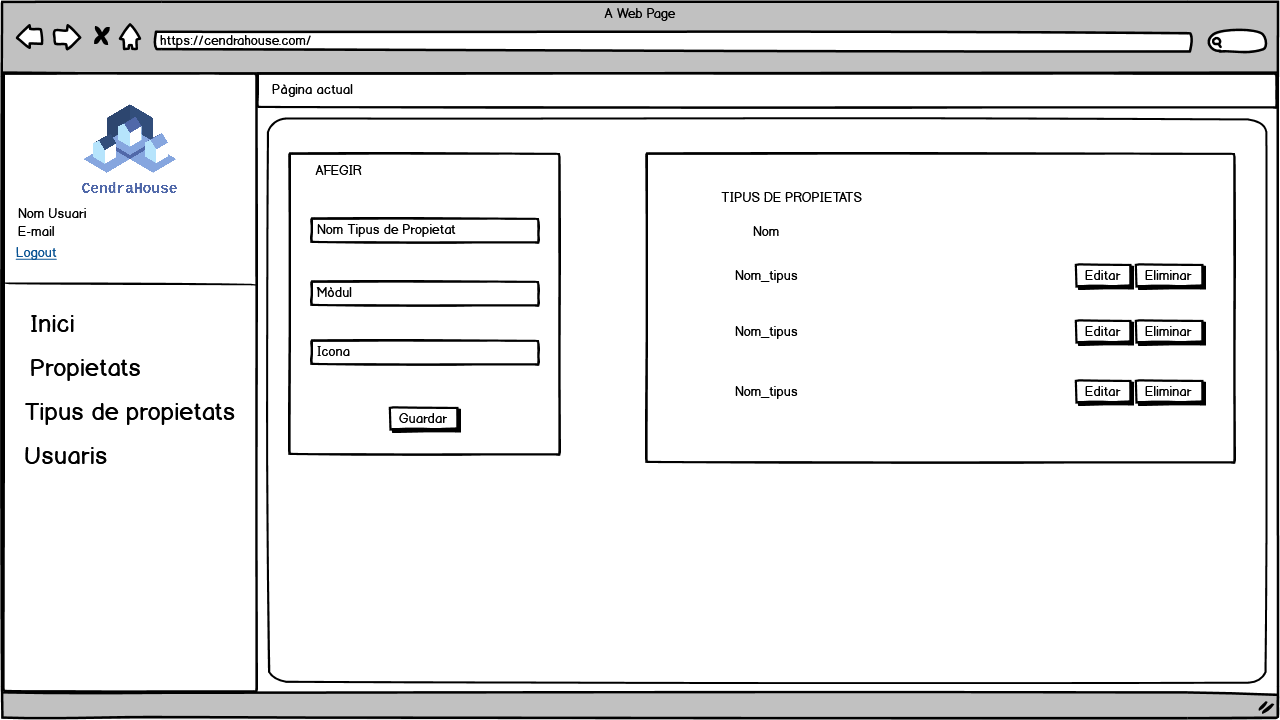 A Web Page
https://cendrahouse.com/
Pàgina actual
CendraHouse
Nom Usuari
E-mail
Logout
Inici
Propietats
Tipus de propietats
Usuaris
AFEGIR
Nom Tipus de Propietat
Mòdul
Icona
Guardar
TIPUS DE PROPIETATS
Nom
Nom_tipus Editar Eliminar
Nom_tipus Editar Eliminar
Nom_tipus Editar Eliminar